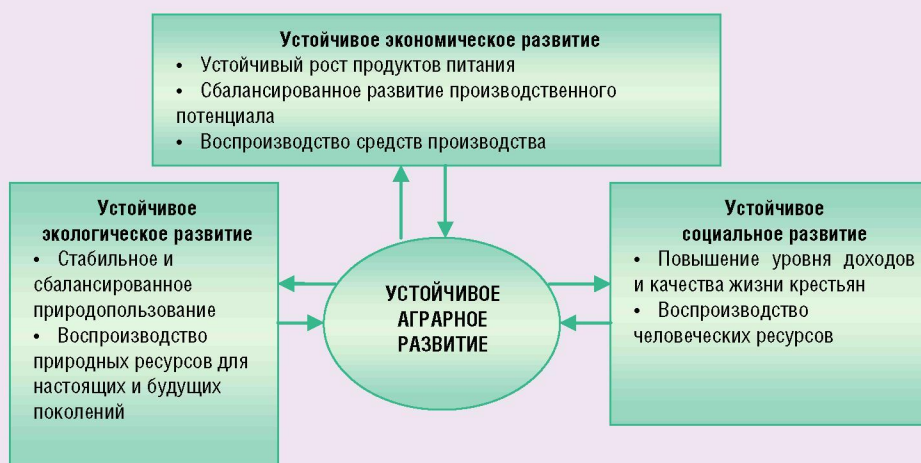 Устойчивое экономическое развитие
• Устойчивый рост продуктов питания
• Сбалансированное развитие производственного
потенциала
• Воспроизводство средств производства
Устойчивое
экологическое развитие
• Стабильное и
сбалансированное
природопользование
• Воспроизводство
природных ресурсов для
настоящих и будущих
поколений
УСТОЙЧИВОЕ
АГРАРНОЕ
РАЗВИТИЕ
Устойчивое
социальное развитие
• Повышение уровня доходов
и качества жизни крестьян
• Воспроизводство
человеческих ресурсов